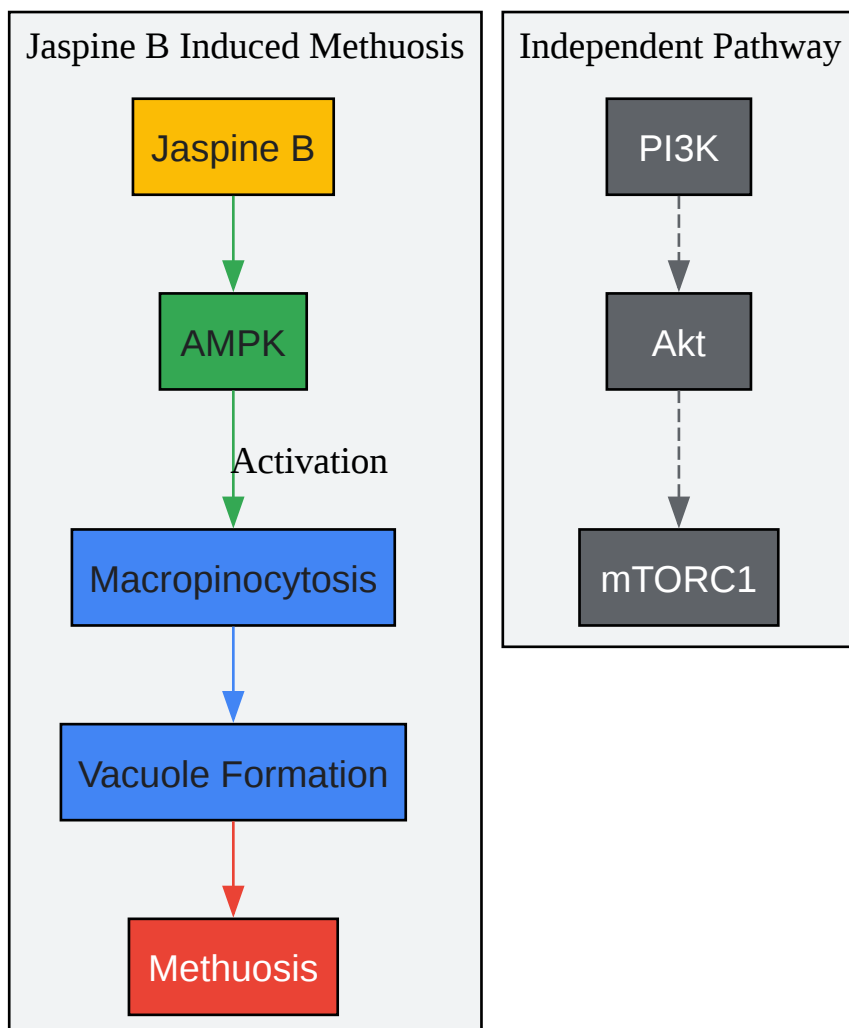 Jaspine B Induced Methuosis
Jaspine B
AMPK
Activation
Macropinocytosis
Vacuole Formation
Methuosis
Independent Pathway
PI3K
Akt
mTORC1